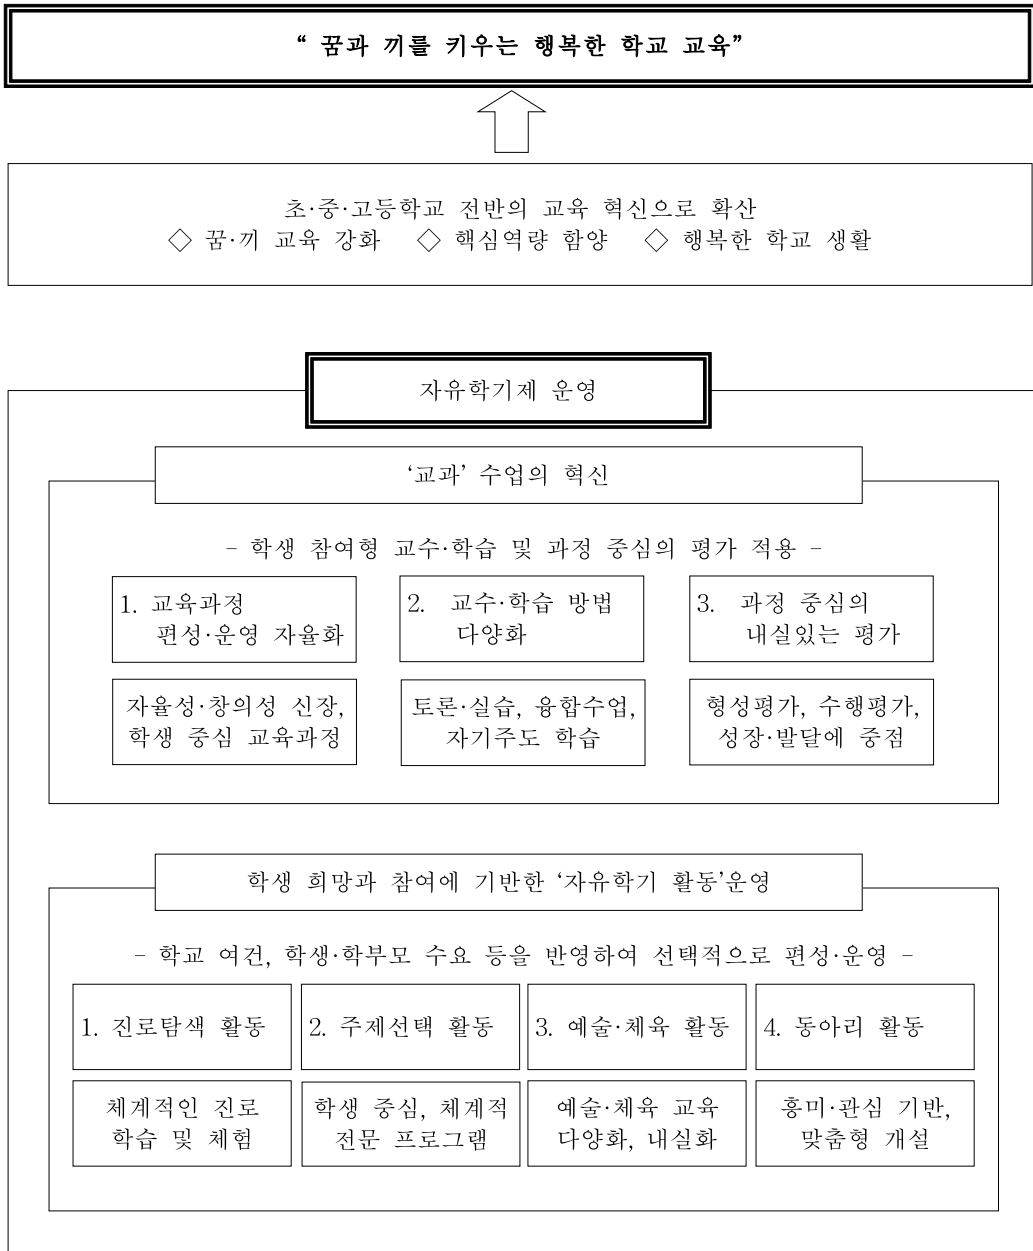 “ 꿈과 끼를 키우는 행복한 학교 교육”
초·중·고등학교 전반의 교육 혁신으로 확산
◇ 꿈·끼 교육 강화 ◇ 핵심역량 함양 ◇ 행복한 학교 생활
자유학기제 운영
‘교과’ 수업의 혁신
- 학생 참여형 교수·학습 및 과정 중심의 평가 적용 -
1. 교육과정
편성·운영 자율화
2. 교수·학습 방법
다양화
3. 과정 중심의
내실있는 평가
자율성·창의성 신장,
학생 중심 교육과정
토론·실습, 융합수업,
자기주도 학습
형성평가, 수행평가,
성장·발달에 중점
학생 희망과 참여에 기반한 ‘자유학기 활동’운영
- 학교 여건, 학생·학부모 수요 등을 반영하여 선택적으로 편성·운영 -
1. 진로탐색 활동
2. 주제선택 활동
3. 예술·체육 활동
4. 동아리 활동
체계적인 진로
학습 및 체험
학생 중심, 체계적
전문 프로그램
예술·체육 교육
다양화, 내실화
흥미·관심 기반,
맞춤형 개설